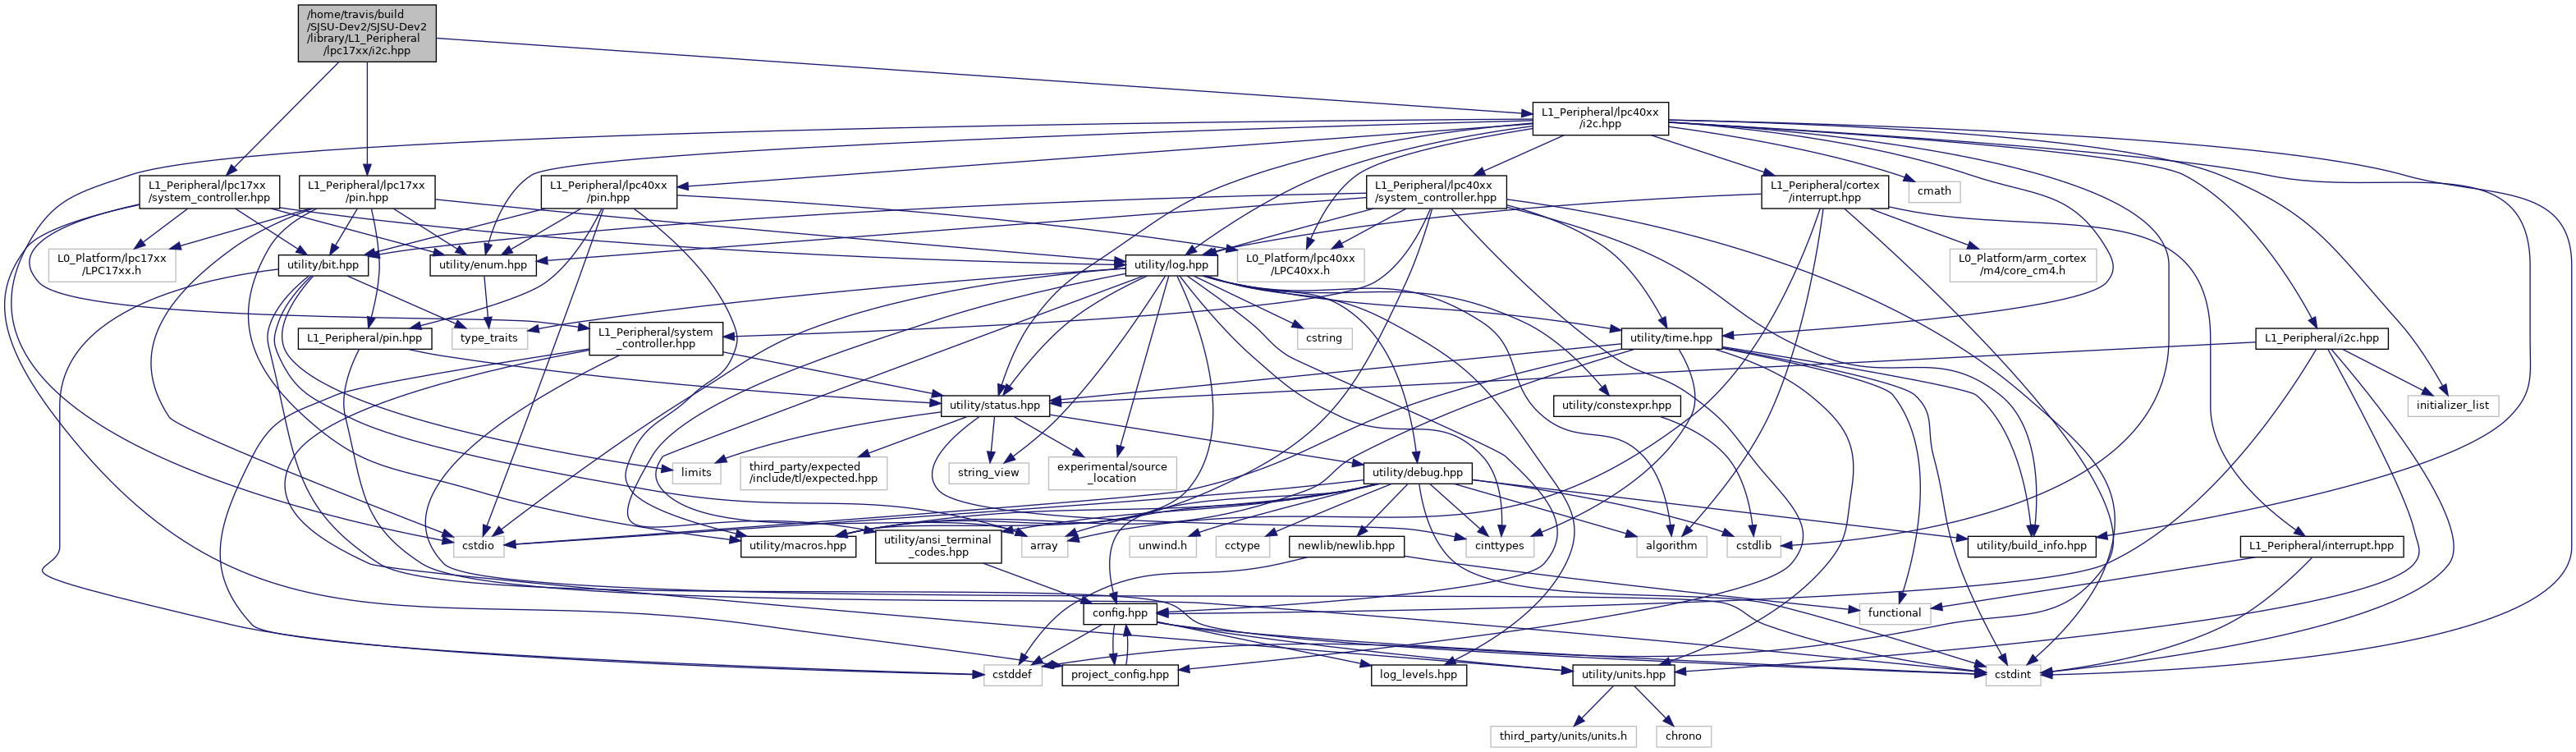 /home/travis/build
/SJSU-Dev2/SJSU-Dev2
/library/L1_Peripheral
/lpc17xx/i2c.hpp
L1_Peripheral/lpc40xx
/i2c.hpp
L1_Peripheral/lpc17xx
/system_controller.hpp
L1_Peripheral/lpc17xx
/pin.hpp
L1_Peripheral/lpc40xx
/pin.hpp
L1_Peripheral/lpc40xx
/system_controller.hpp
L1_Peripheral/cortex
/interrupt.hpp
cmath
L0_Platform/lpc17xx
/LPC17xx.h
utility/bit.hpp
utility/enum.hpp
utility/log.hpp
L0_Platform/lpc40xx
/LPC40xx.h
L0_Platform/arm_cortex
/m4/core_cm4.h
L1_Peripheral/pin.hpp
type_traits
L1_Peripheral/system
_controller.hpp
cstring
utility/time.hpp
L1_Peripheral/i2c.hpp
utility/status.hpp
utility/constexpr.hpp
initializer_list
limits
third_party/expected
/include/tl/expected.hpp
string_view
experimental/source
_location
utility/debug.hpp
cstdio
utility/macros.hpp
utility/ansi_terminal
_codes.hpp
array
unwind.h
cctype
newlib/newlib.hpp
cinttypes
algorithm
cstdlib
utility/build_info.hpp
L1_Peripheral/interrupt.hpp
config.hpp
functional
cstddef
project_config.hpp
log_levels.hpp
utility/units.hpp
cstdint
third_party/units/units.h
chrono